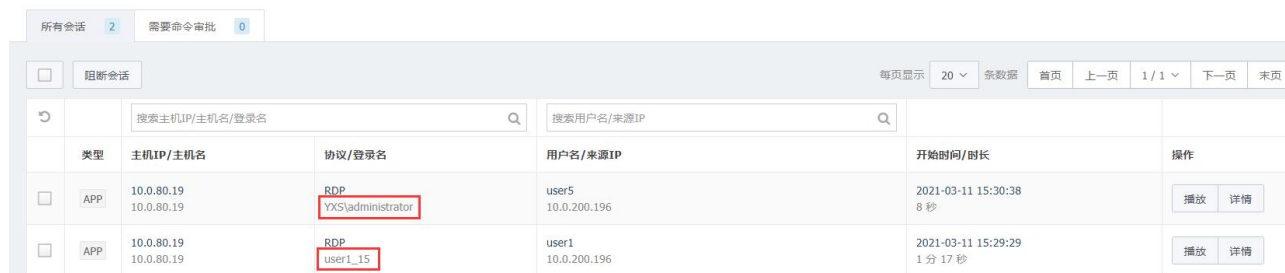 所有会话 2 需要命令审批 0
阻断会话 每页显示 20 条数据 首页 上一页 1 / 1 下一页 末页
搜索主机IP/主机名/登录名 搜索用户名/来源IP
类型 主机IP/主机名 协议/登录名 用户名/来源IP 开始时间/时长 操作
APP 10.0.80.19 RDP user5 2021-03-11 15:30:38 播放 详情
10.0.80.19 YXS\administrator 10.0.200.196 8 秒
APP 10.0.80.19 RDP user1 2021-03-11 15:29:29 播放 详情
10.0.80.19 user1_15 10.0.200.196 1 分 17 秒